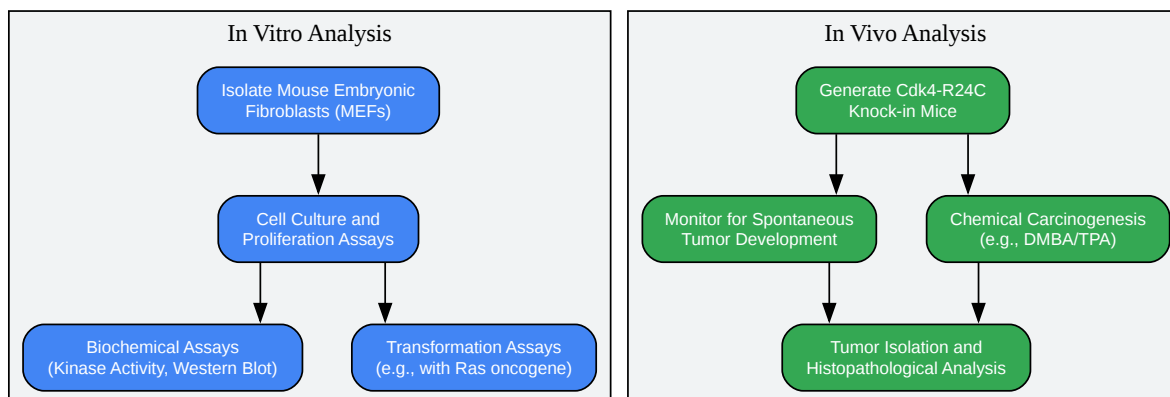 In Vitro Analysis
Isolate Mouse Embryonic
Fibroblasts (MEFs)
Cell Culture and
Proliferation Assays
Biochemical Assays
(Kinase Activity, Western Blot)
Transformation Assays
(e.g., with Ras oncogene)
In Vivo Analysis
Generate Cdk4-R24C
Knock-in Mice
Monitor for Spontaneous
Tumor Development
Chemical Carcinogenesis
(e.g., DMBA/TPA)
Tumor Isolation and
Histopathological Analysis